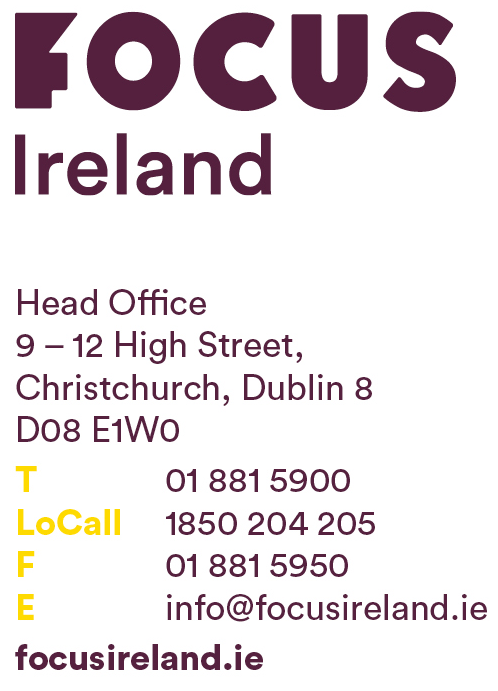 FOCUS
Ireland
Head Office
9 – 12 High Street,
Christchurch, Dublin 8
D08 E1W0
T 01 881 5900
LoCall 1850 204 205
F 01 881 5950
E info@focusireland.ie
focusireland.ie